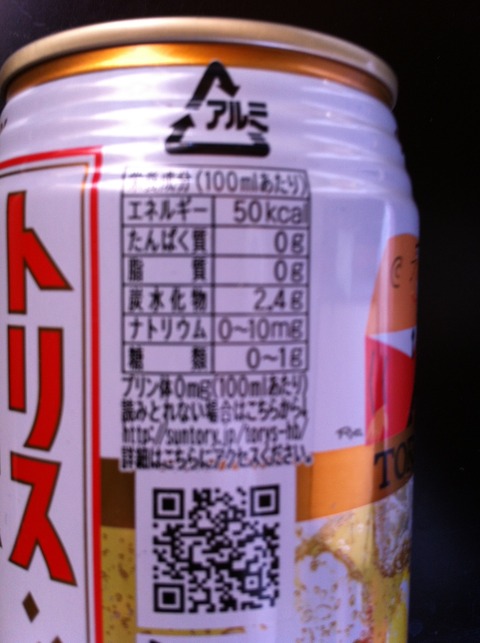 アルミ
栄養成分(100mlあたり)
エネルギー 50kcal
たんぱく質 0g
脂質 0g
炭水化物 2.4g
ナトリウム 0~10mg
糖類 0~1g
プリン体0mg(100mlあたり)
読みとれない場合はこちらから。
http://suntory.jp/torys-hb/
詳細はこちらにアクセスください。
トリス・
TOR